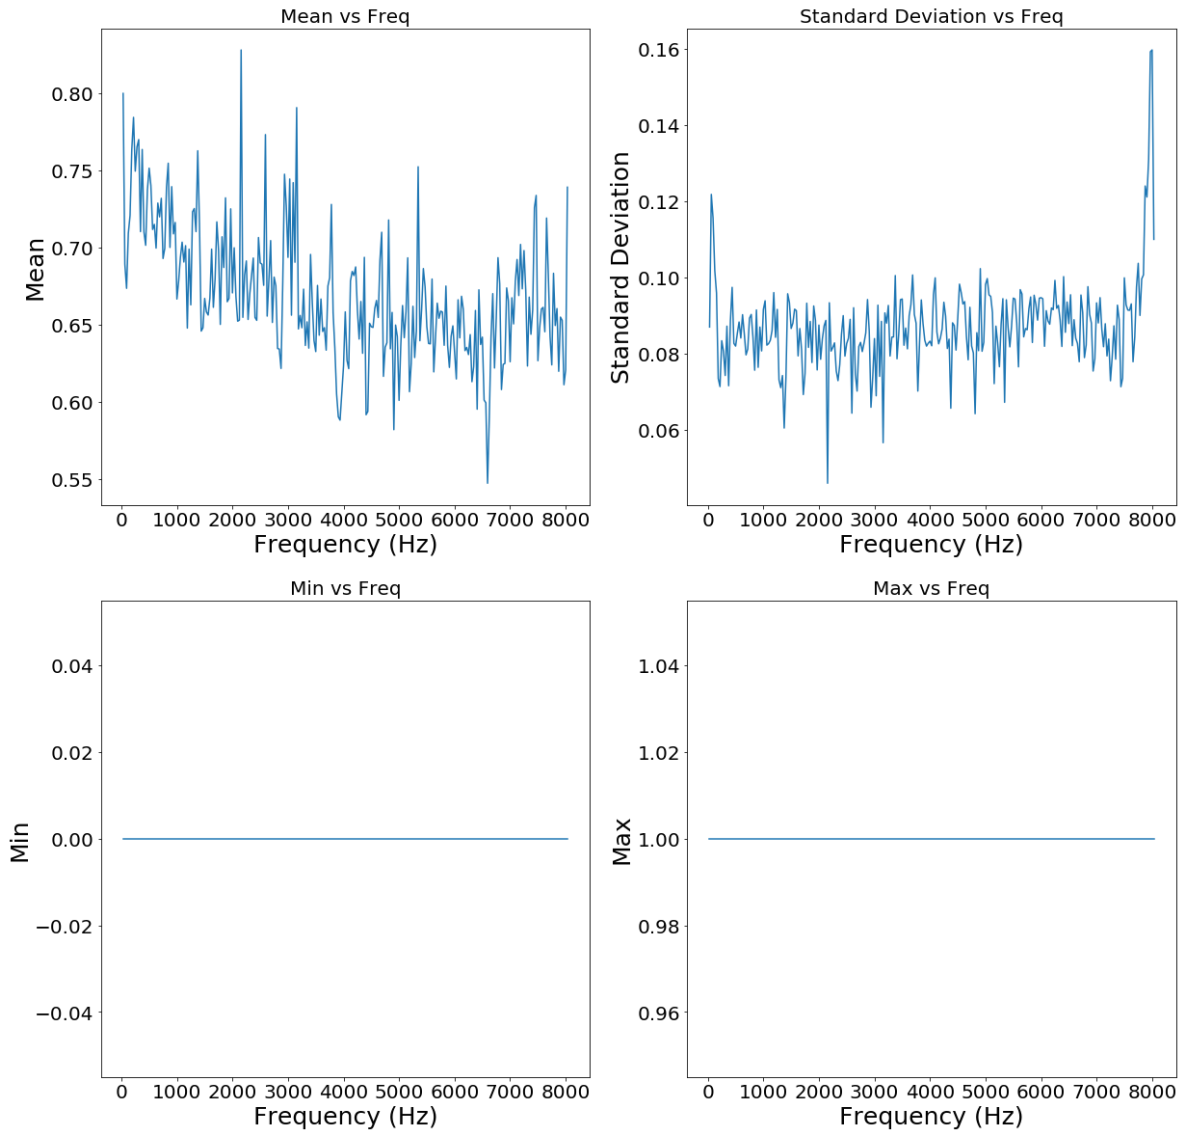 Mean vs Freq
Mean
0.80
0.75
0.70
0.65
0.60
0.55
0 1000 2000 3000 4000 5000 6000 7000 8000
Frequency (Hz)
Standard Deviation vs Freq
Standard Deviation
0.16
0.14
0.12
0.10
0.08
0.06
0 1000 2000 3000 4000 5000 6000 7000 8000
Frequency (Hz)
Min vs Freq
Min
0.04
0.02
0.00
−0.02
−0.04
0 1000 2000 3000 4000 5000 6000 7000 8000
Frequency (Hz)
Max vs Freq
Max
1.04
1.02
1.00
0.98
0.96
0 1000 2000 3000 4000 5000 6000 7000 8000
Frequency (Hz)